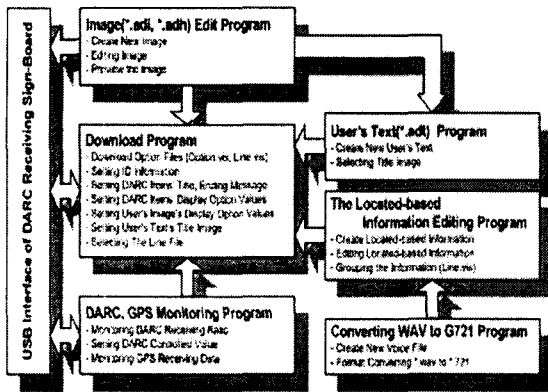 USB Interface of DARC Receiving Sign-Board
Image(*.adi, *.adh) Edit Program
- Create New Image
- Editing Image
- Preview the Image
User's Text(*.adt) Program
- Create New User's Text
- Selecting Title Image
Download Program
- Download Option Files (Option.vis, Line.vis)
- Setting ID Information
- Setting DARC Items: Title, Ending Message
- Setting DARC Items: Display Option Values
- Setting User's Image's Display Option Values
- Setting User's Text's Title Image
- Selecting The Line File
The Located-based
Information Editing Program
- Create Located-based Information
- Editing Located-based Information
- Grouping the Information (Line.vis)
DARC, GPS Monitoring Program
- Monitoring DARC Receiving Ratio
- Setting DARC Controlled Value
- Monitoring GPS Receiving Data
Converting WAV to G721 Program
- Create New Voice File
- Format Converting *.wav to *.721